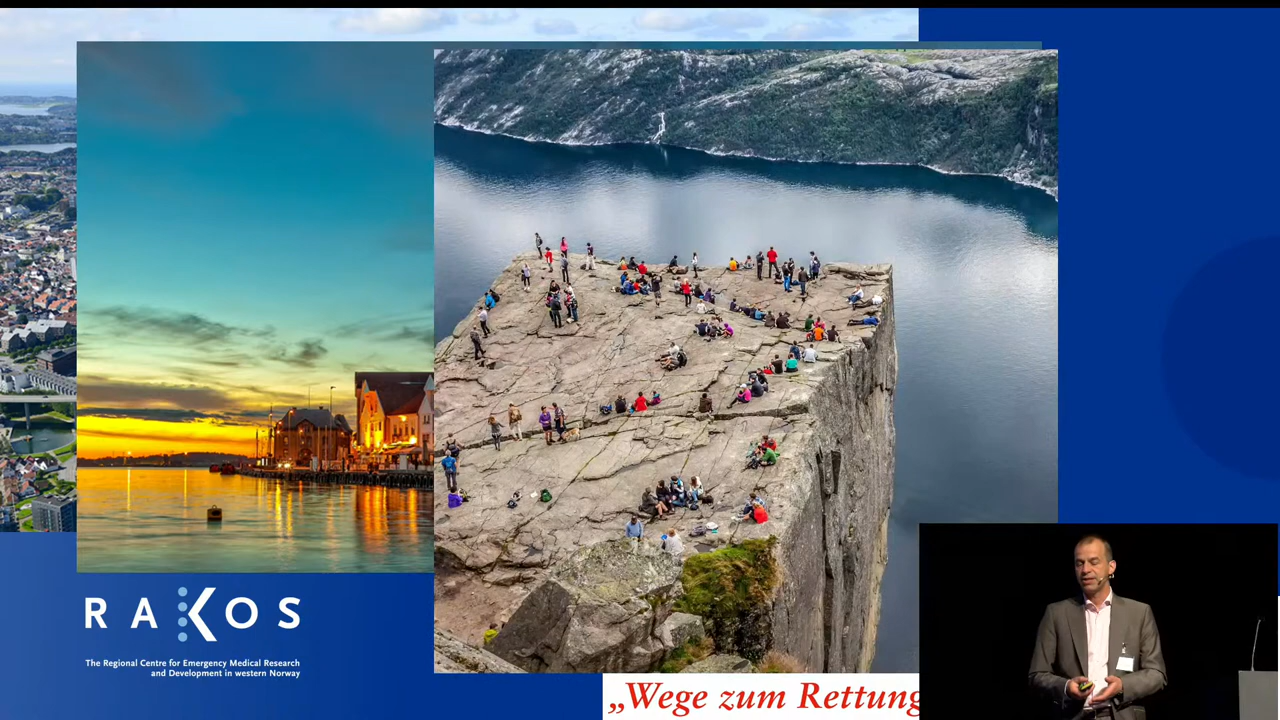 RAKOS
The Regional Centre for Emergency Medical Research
and Development in western Norway
„Wege zum Rettung